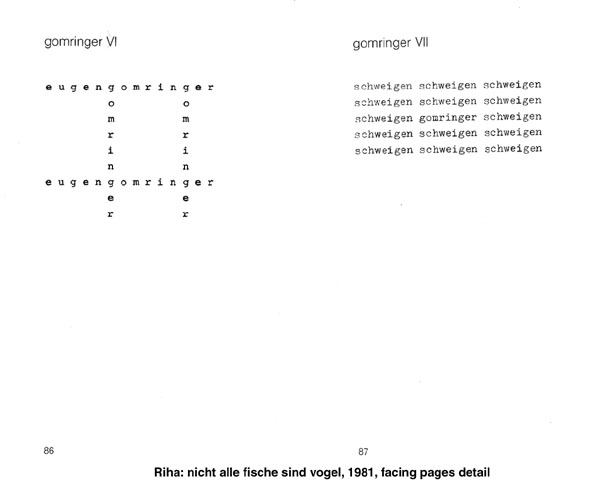 gomringer VI
e u g e n g o m r i n g e r
o o
m m
r r
i i
n n
e u g e n g o m r i n g e r
e e
r r
86
gomringer VII
schweigen schweigen schweigen
schweigen schweigen schweigen
schweigen gomringer schweigen
schweigen schweigen schweigen
schweigen schweigen schweigen
87
Riha: nicht alle fische sind vogel, 1981, facing pages detail